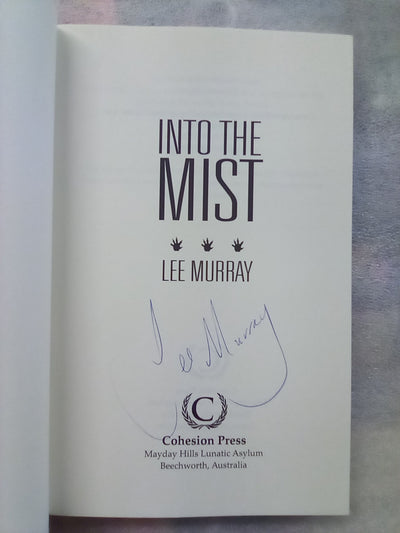 INTO THE
MIST
LEE MURRAY
Lee Murray
C
Cohesion Press
Mayday Hills Lunatic Asylum
Beechworth, Australia